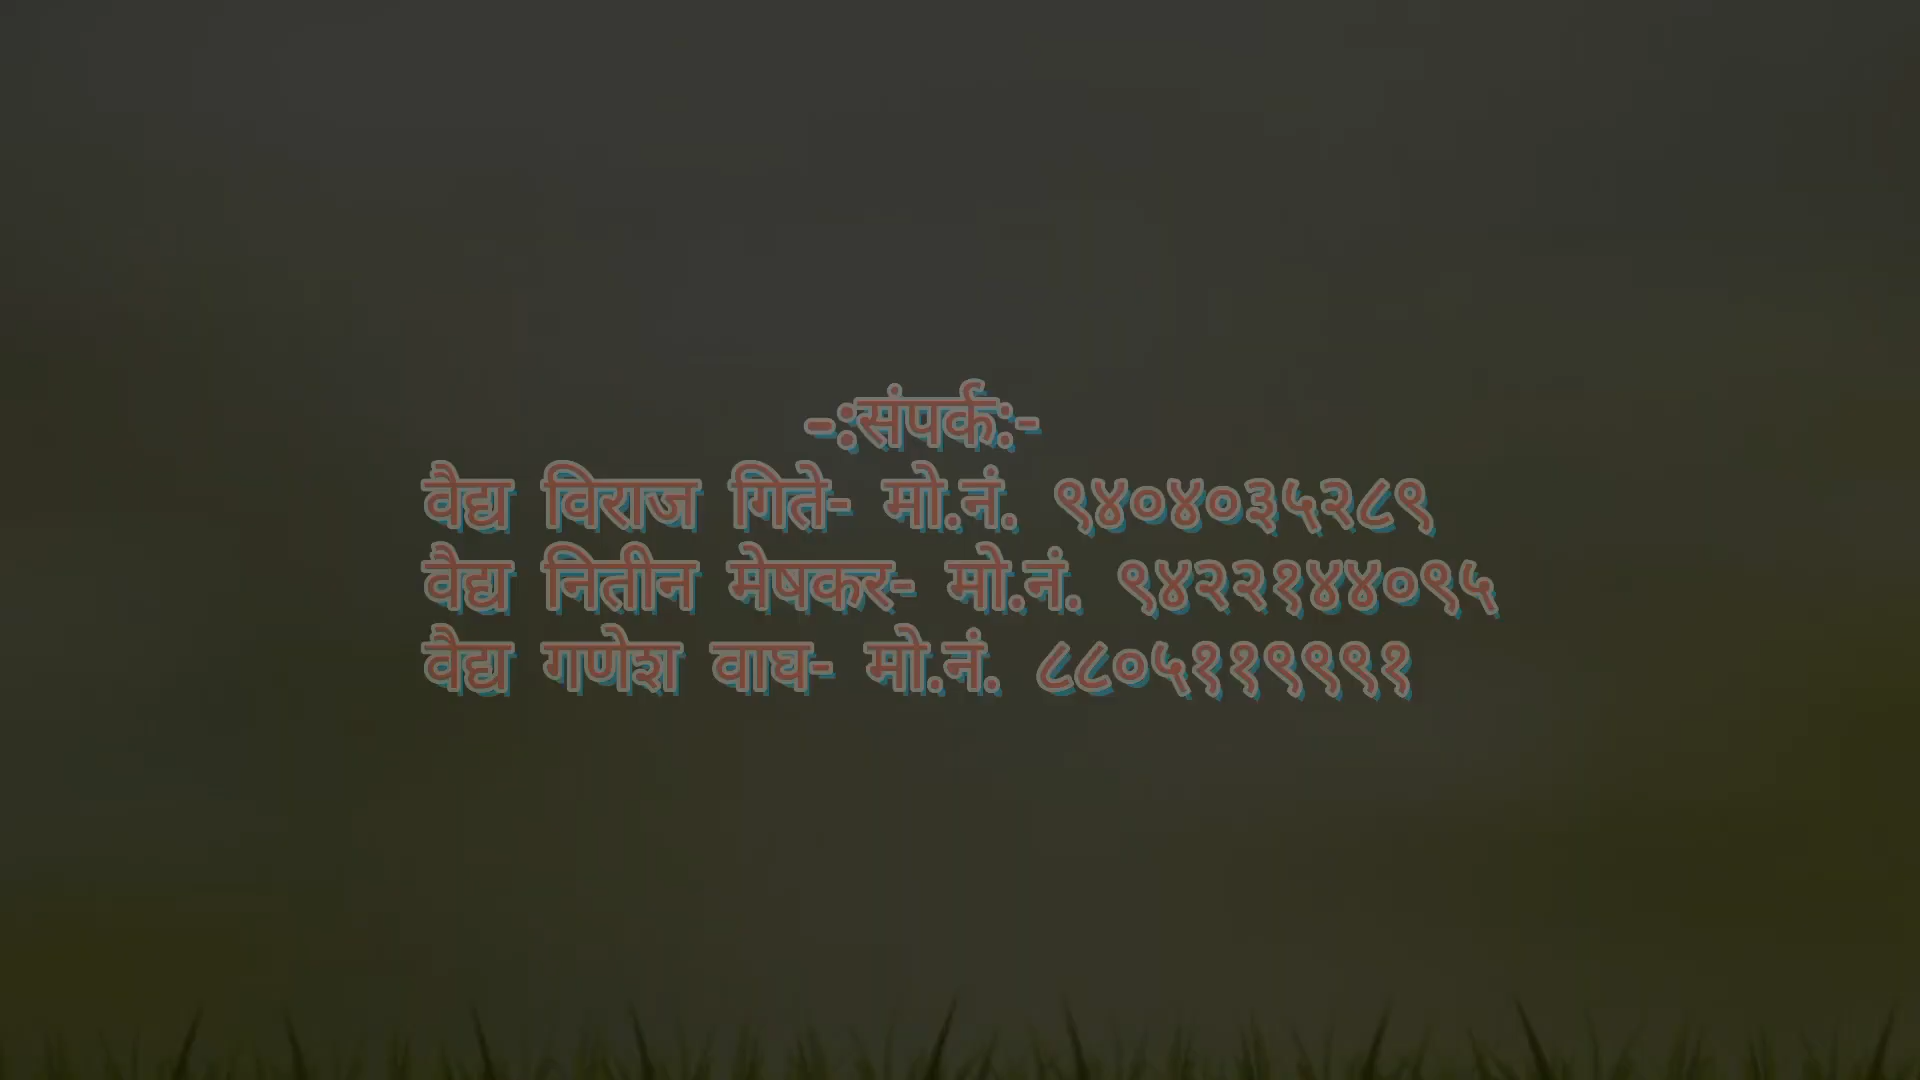 -:संपर्क:-
वैद्य विराज गिते- मो.नं. ९४०४०३५२८९
वैद्य नितीन मेषकर- मो.नं. ९४२२१४४०९५
वैद्य गणेश वाघ- मो.नं. ८८०५११९९९१